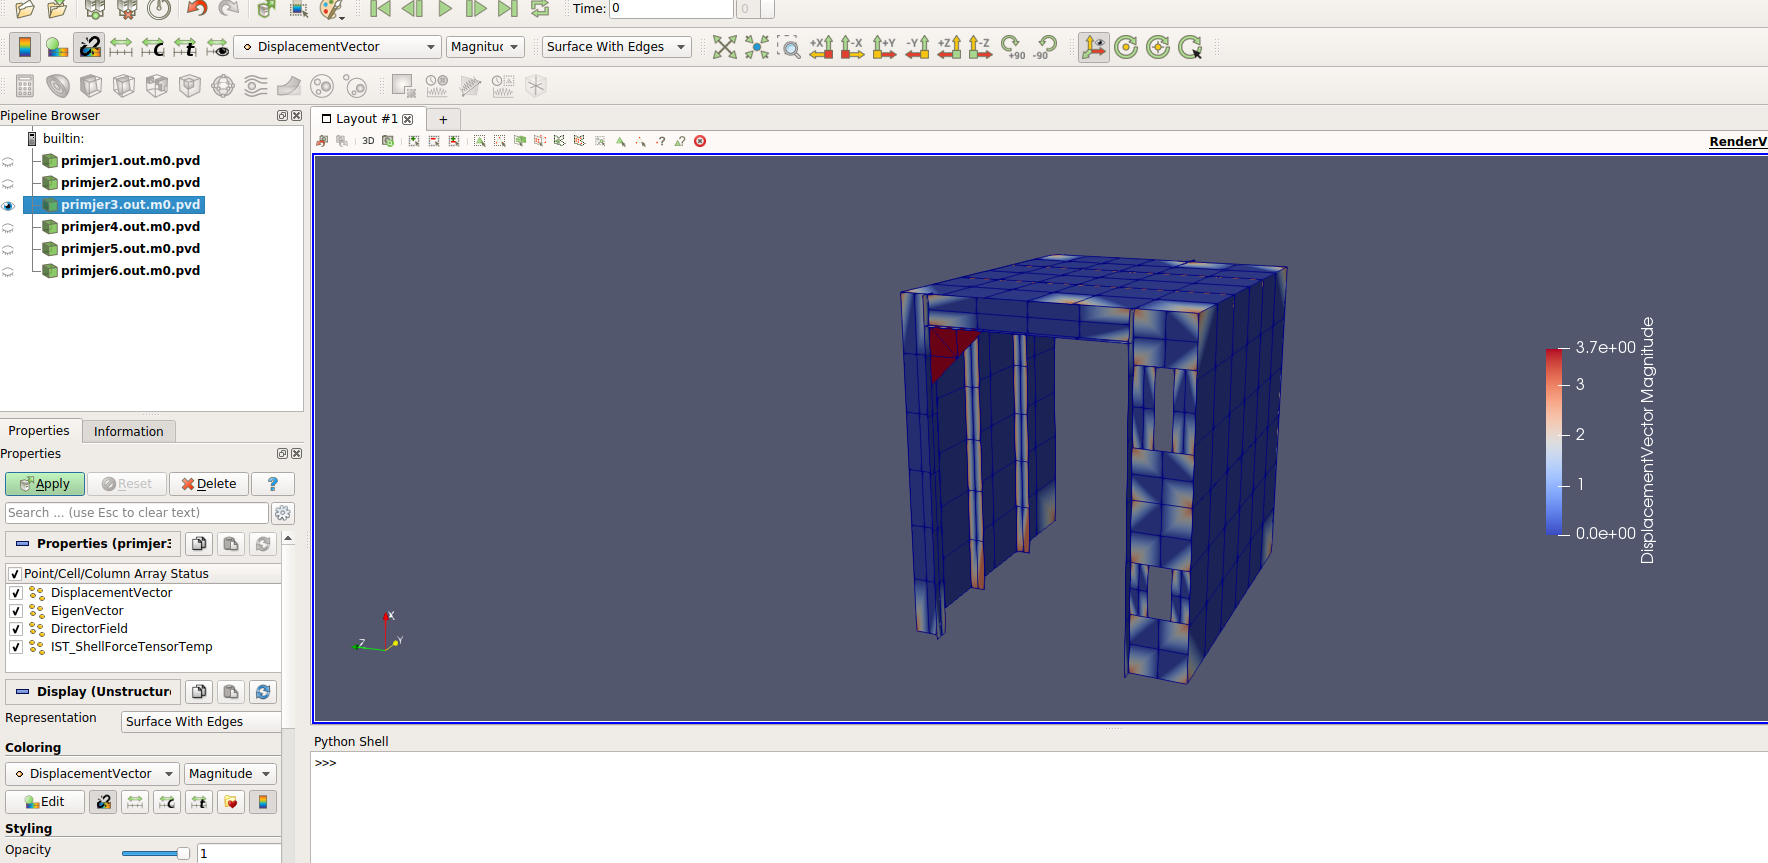 Time: 0 0
DisplacementVector Magnituc Surface With Edges +X -X +Y -Y +Z -Z +90 -90
Pipeline Browser
Layout #1 +
builtin:
3D
RenderV
primjer1.out.m0.pvd
primjer2.out.m0.pvd
primjer3.out.m0.pvd
primjer4.out.m0.pvd
primjer5.out.m0.pvd
primjer6.out.m0.pvd
3.7e+00
3
2
1
0.0e+00
DisplacementVector Magnitude
X
Y
Z
Properties Information
Properties
Apply Reset Delete ?
Search ... (use Esc to clear text)
Properties (primjer3
Point/Cell/Column Array Status
DisplacementVector
EigenVector
DirectorField
IST_ShellForceTensorTemp
Display (Unstructur
Representation Surface With Edges
Coloring
DisplacementVector Magnitude
Edit
Styling
Opacity 1
Python Shell
>>>